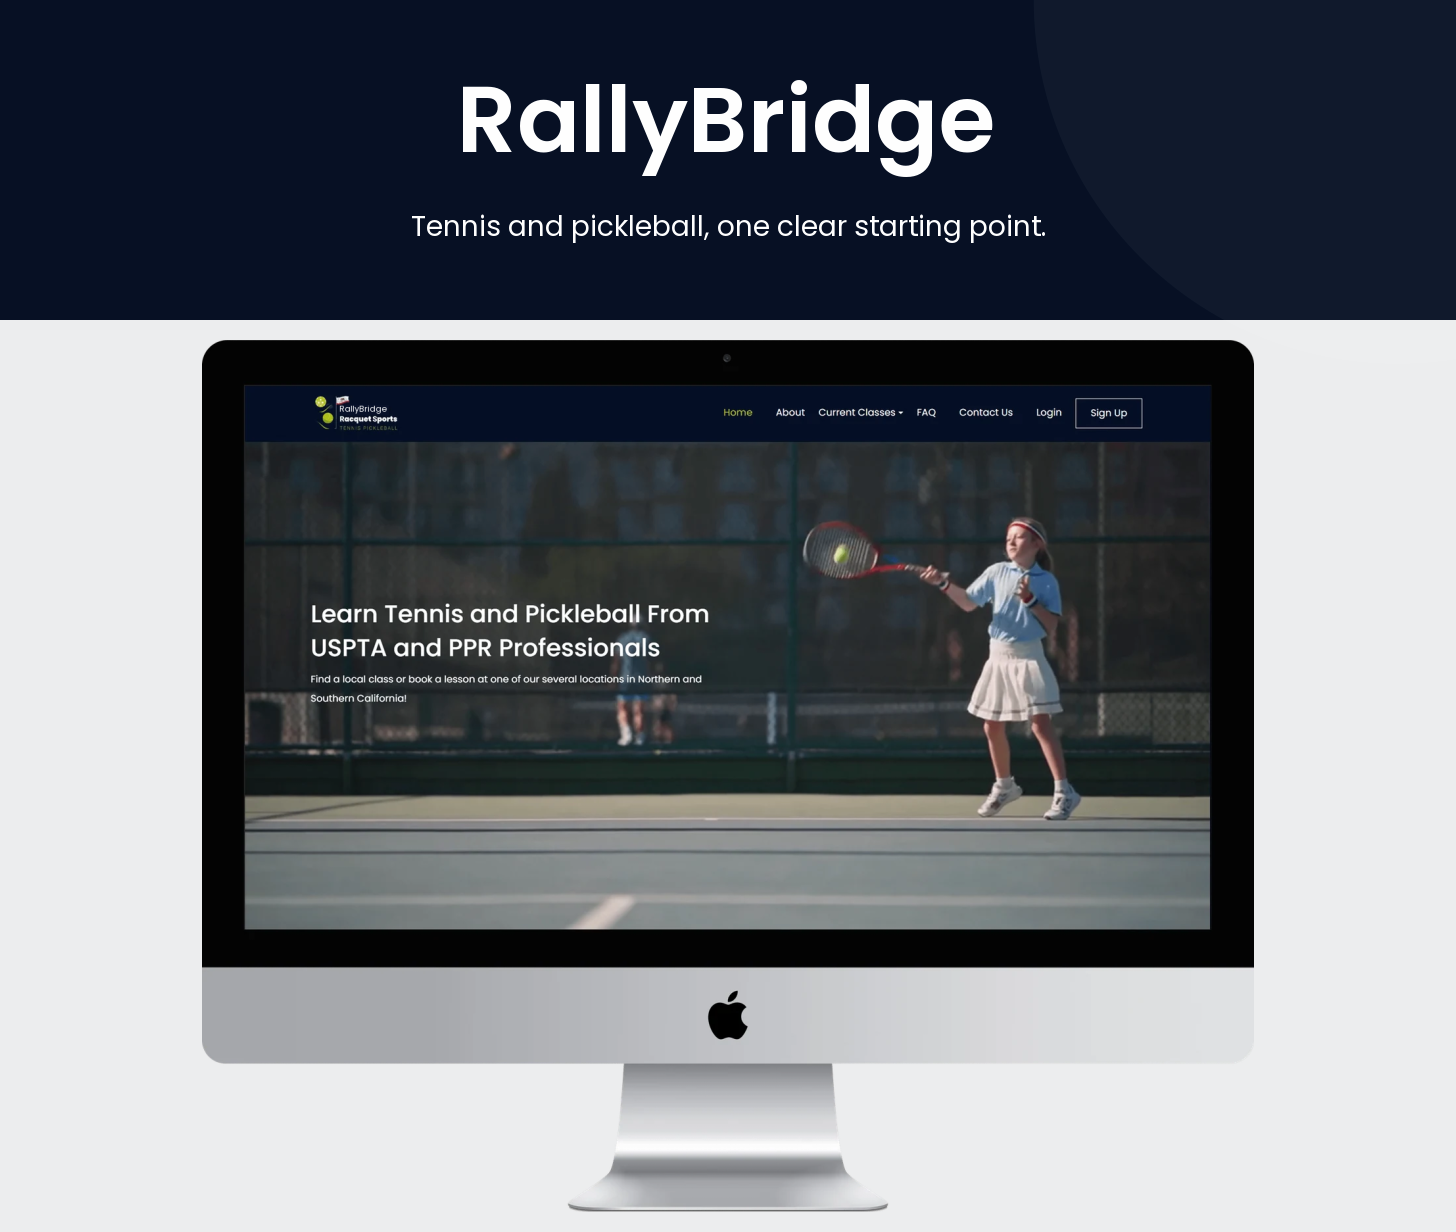 RallyBridge
Tennis and pickleball, one clear starting point.
RallyBridge
Racquet Sports
TENNIS PICKLEBALL
Home
About
Current Classes
FAQ
Contact Us
Login
Sign Up
Learn Tennis and Pickleball From
USPTA and PPR Professionals
Find a local class or book a lesson at one of our several locations in Northern and
Southern California!